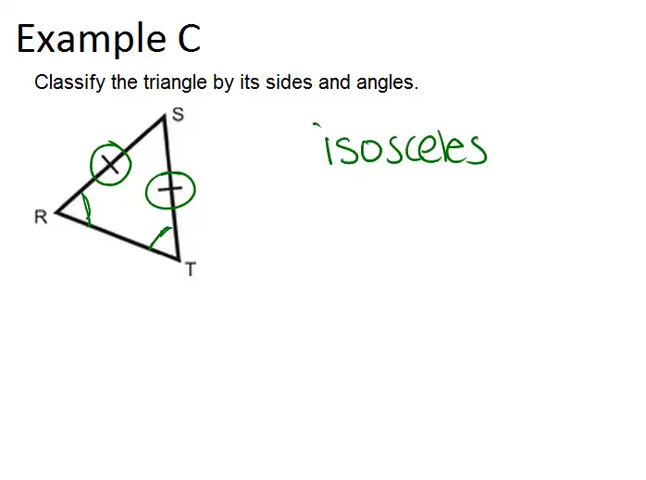 Example C
Classify the triangle by its sides and angles.
S
isosceles
R
T